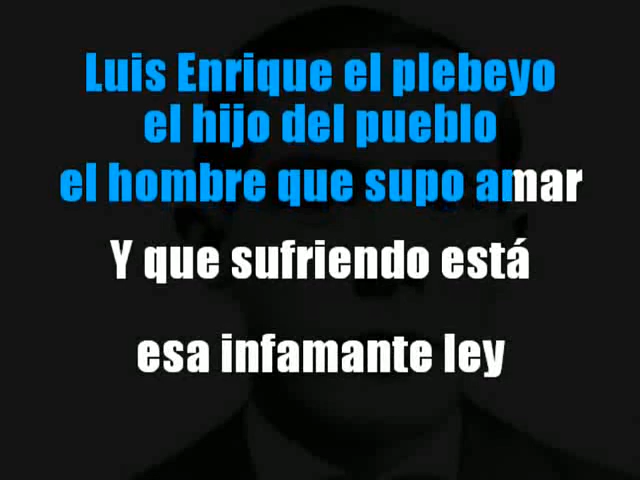 Luis Enrique el plebeyo
el hijo del pueblo
el hombre que supo amar
Y que sufriendo está
esa infamante ley